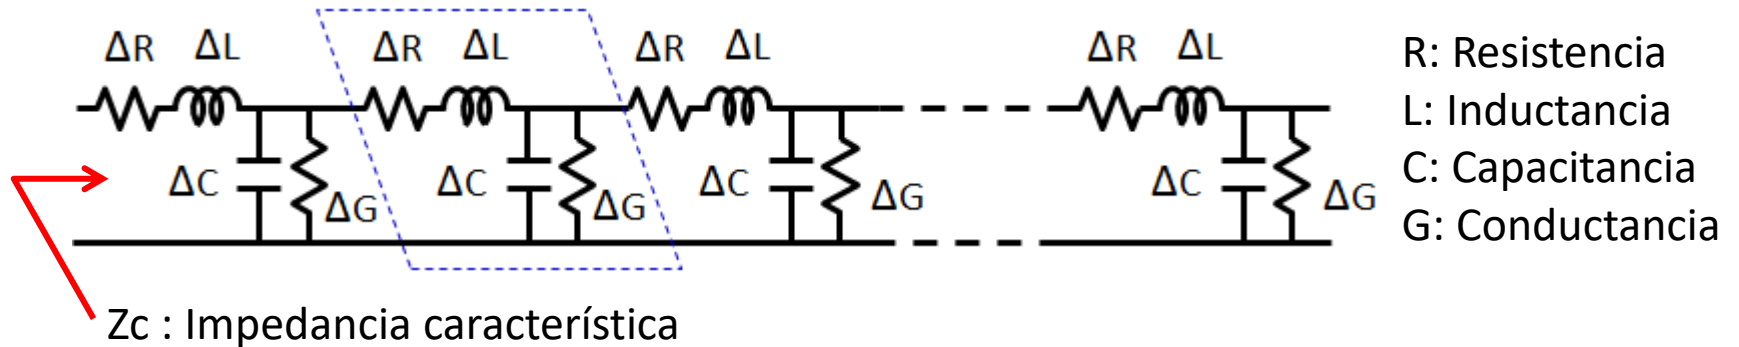 ΔR ΔL ΔR ΔL ΔR ΔL ΔR ΔL
ΔC ΔG ΔC ΔG ΔC ΔG ΔC ΔG
R: Resistencia
L: Inductancia
C: Capacitancia
G: Conductancia
Zc : Impedancia característica